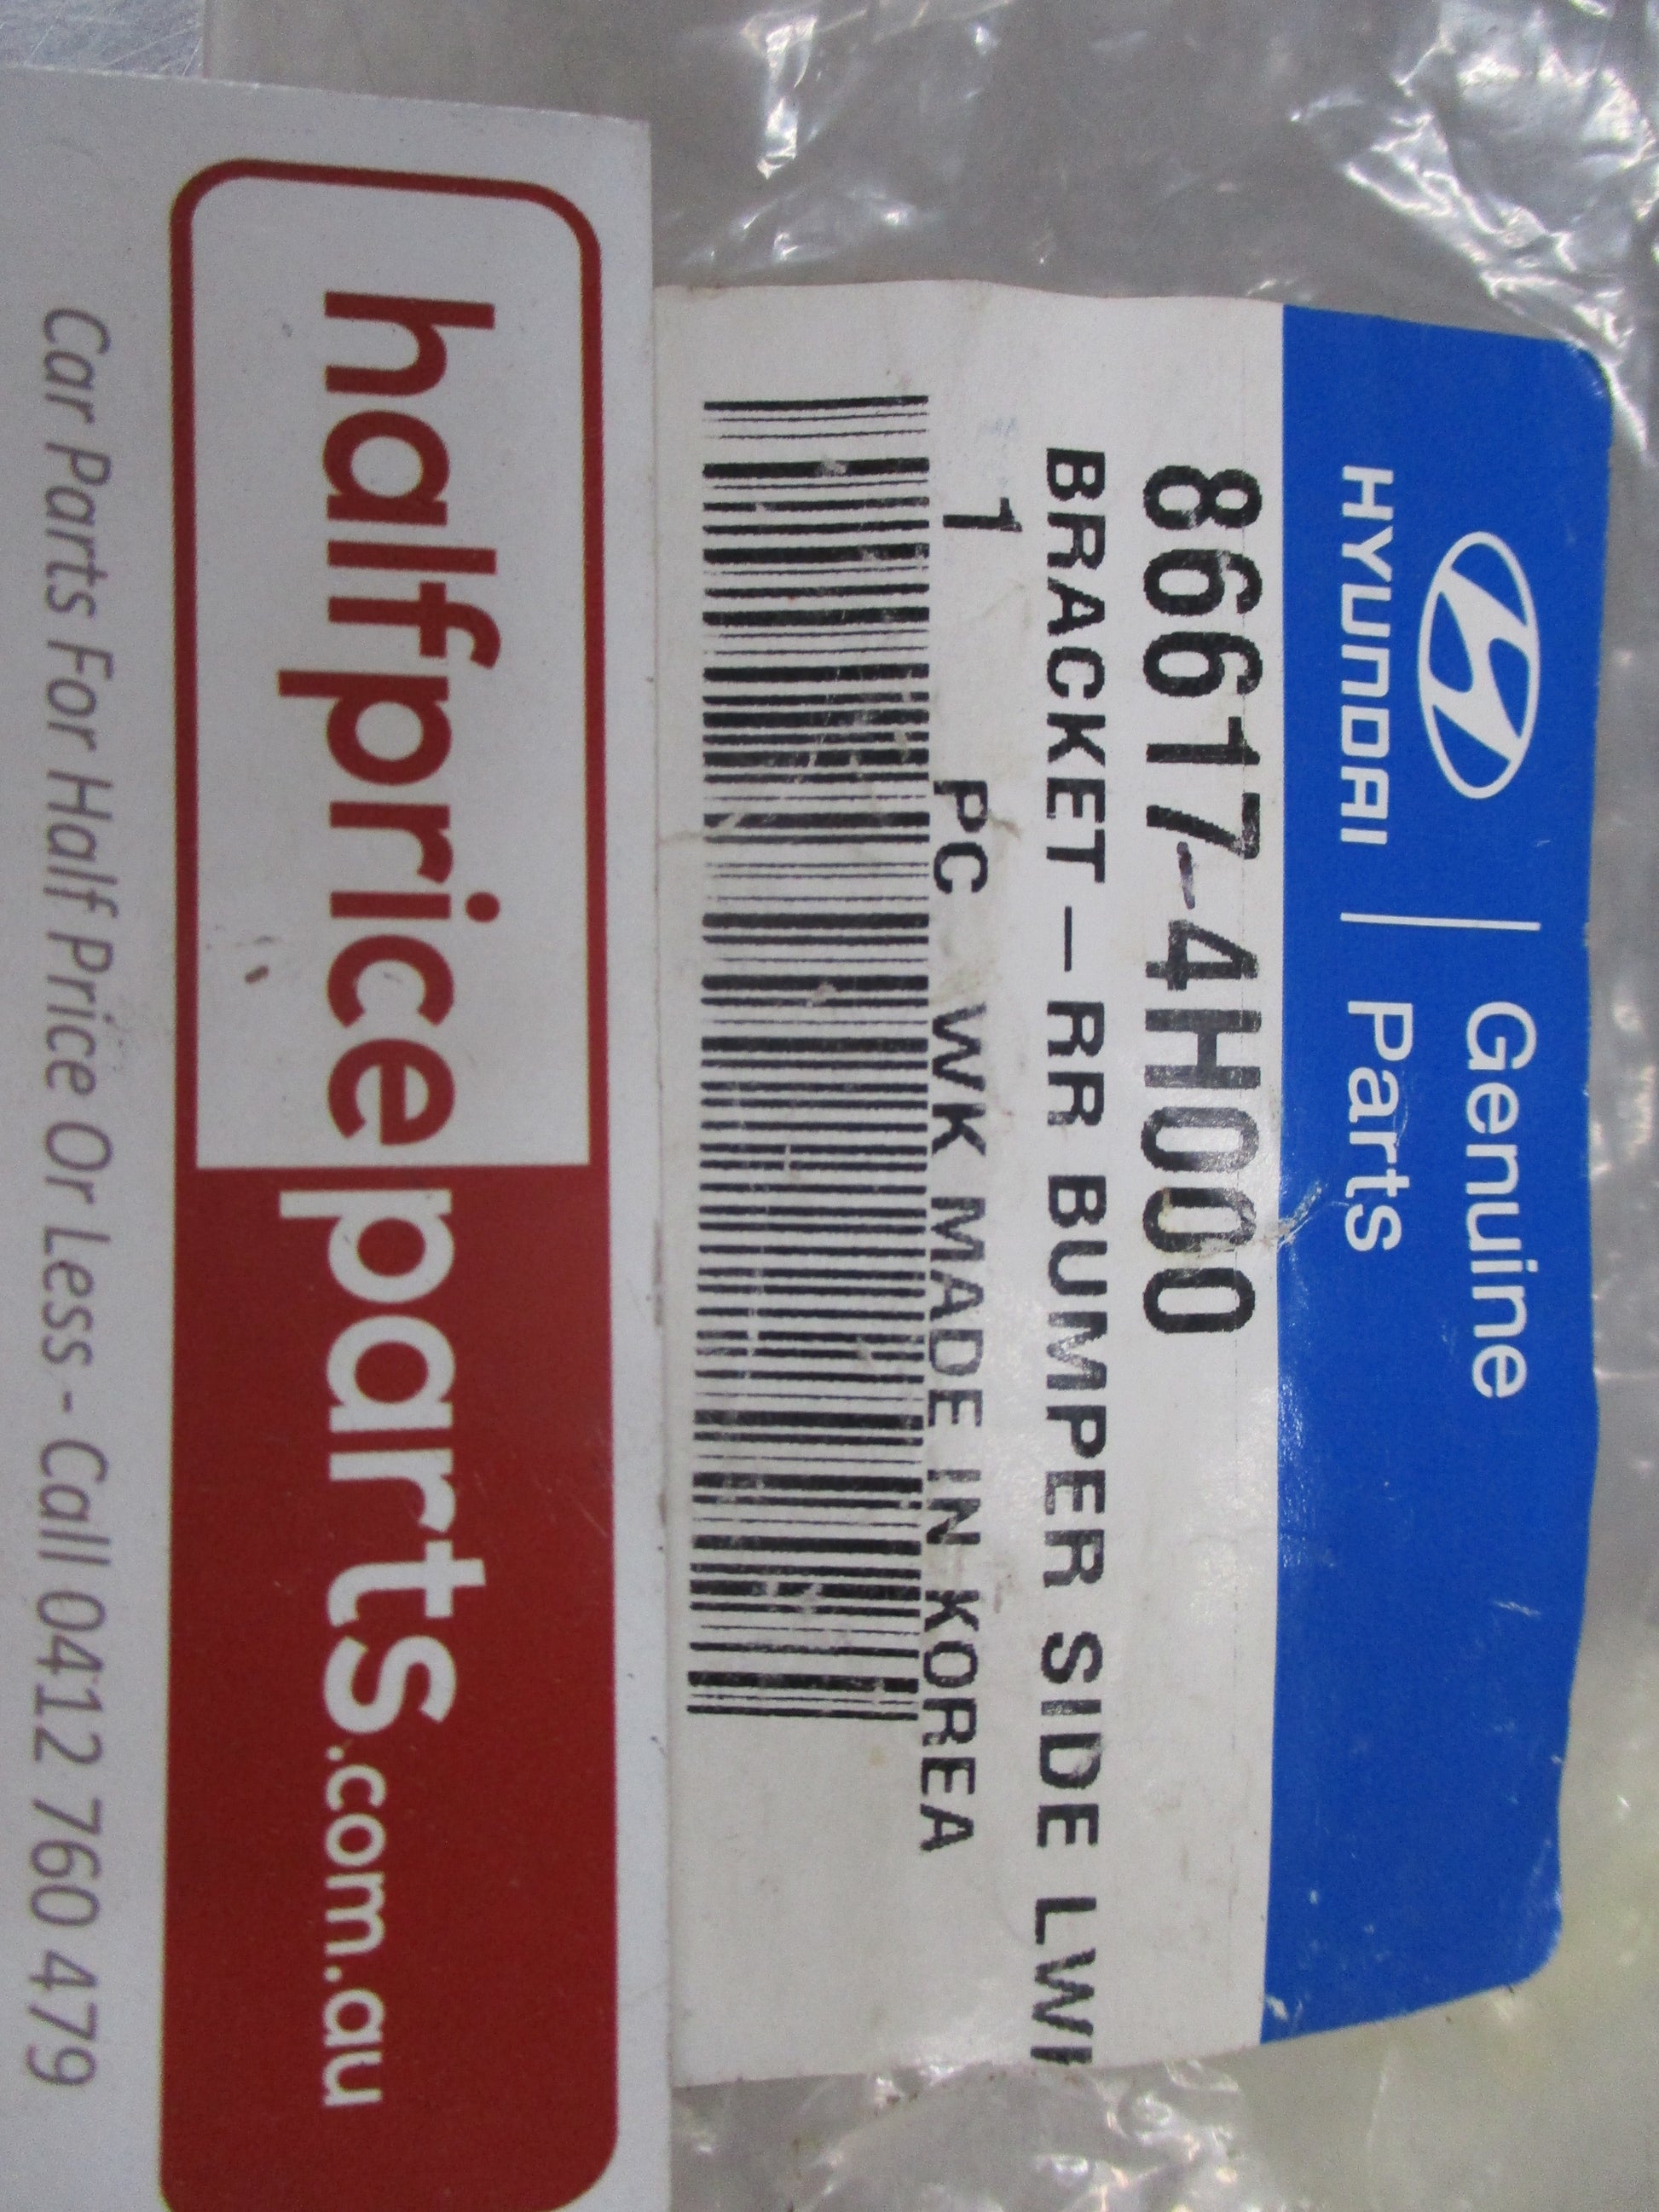 HYUNDAI
Genuine
Parts
86617-4H000
BRACKET - RR BUMPER SIDE LWR
1 PC WK MADE IN KOREA
halfpriceparts.com.au
Car Parts For Half Price Or Less - Call 0412 760 479